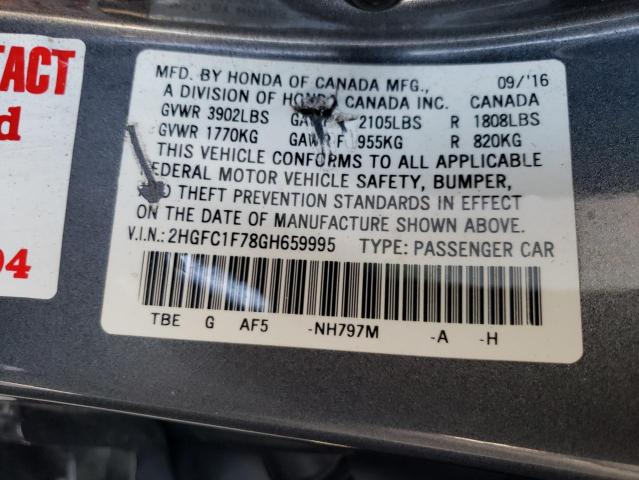 TACT
d
04
MFD. BY HONDA OF CANADA MFG., 09/'16
A DIVISION OF HONDA CANADA INC. CANADA
GVWR 3902LBS 2105LBS R 1808LBS
GVWR 1770KG GAWR F 955KG R 820KG
THIS VEHICLE CONFORMS TO ALL APPLICABLE
FEDERAL MOTOR VEHICLE SAFETY, BUMPER,
AND THEFT PREVENTION STANDARDS IN EFFECT
ON THE DATE OF MANUFACTURE SHOWN ABOVE.
V.I.N.: 2HGFC1F78GH659995 TYPE: PASSENGER CAR
TBE G AF5 -NH797M -A -H